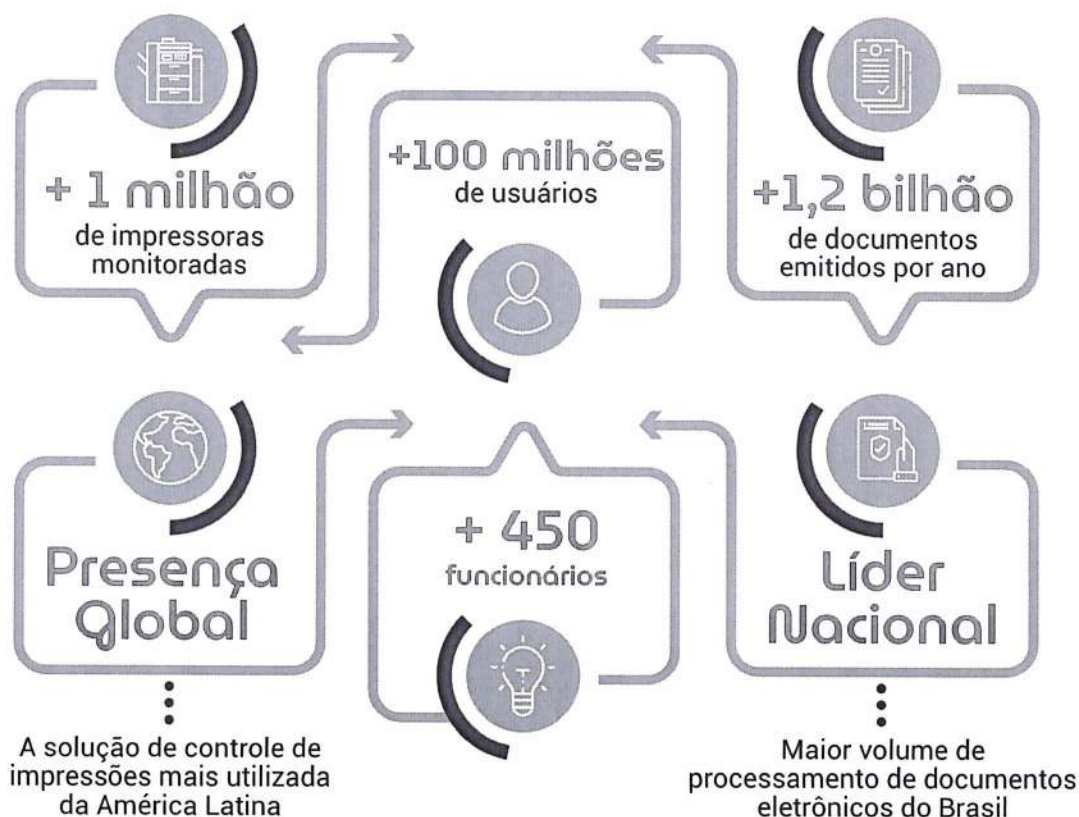 + 1 milhão
de impressoras
monitoradas
+100 milhões
de usuários
+1,2 bilhão
de documentos
emitidos por ano
Presença
Global
A solução de controle de
impressões mais utilizada
da América Latina
+ 450
funcionários
Líder
Nacional
Maior volume de
processamento de documentos
eletrônicos do Brasil